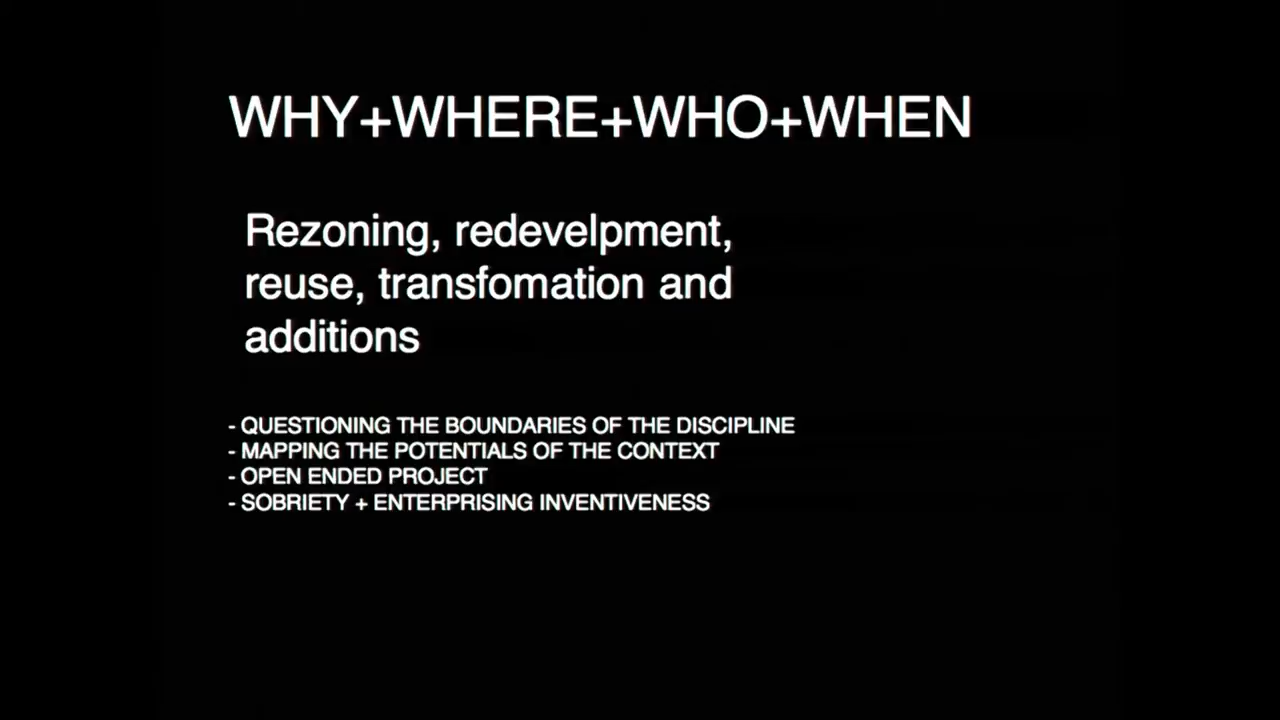 WHY+WHERE+WHO+WHEN
Rezoning, redevelpment,
reuse, transfomation and
additions
- QUESTIONING THE BOUNDARIES OF THE DISCIPLINE
- MAPPING THE POTENTIALS OF THE CONTEXT
- OPEN ENDED PROJECT
- SOBRIETY + ENTERPRISING INVENTIVENESS